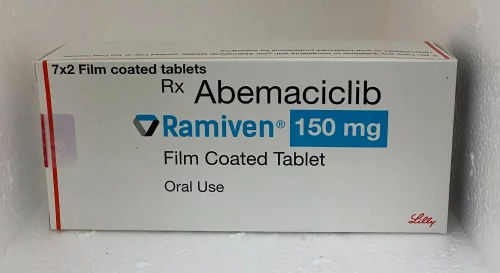 7x2 Film coated tablets
Rx Abemaciclib
Ramiven® 150 mg
Film Coated Tablet
Oral Use
Lilly